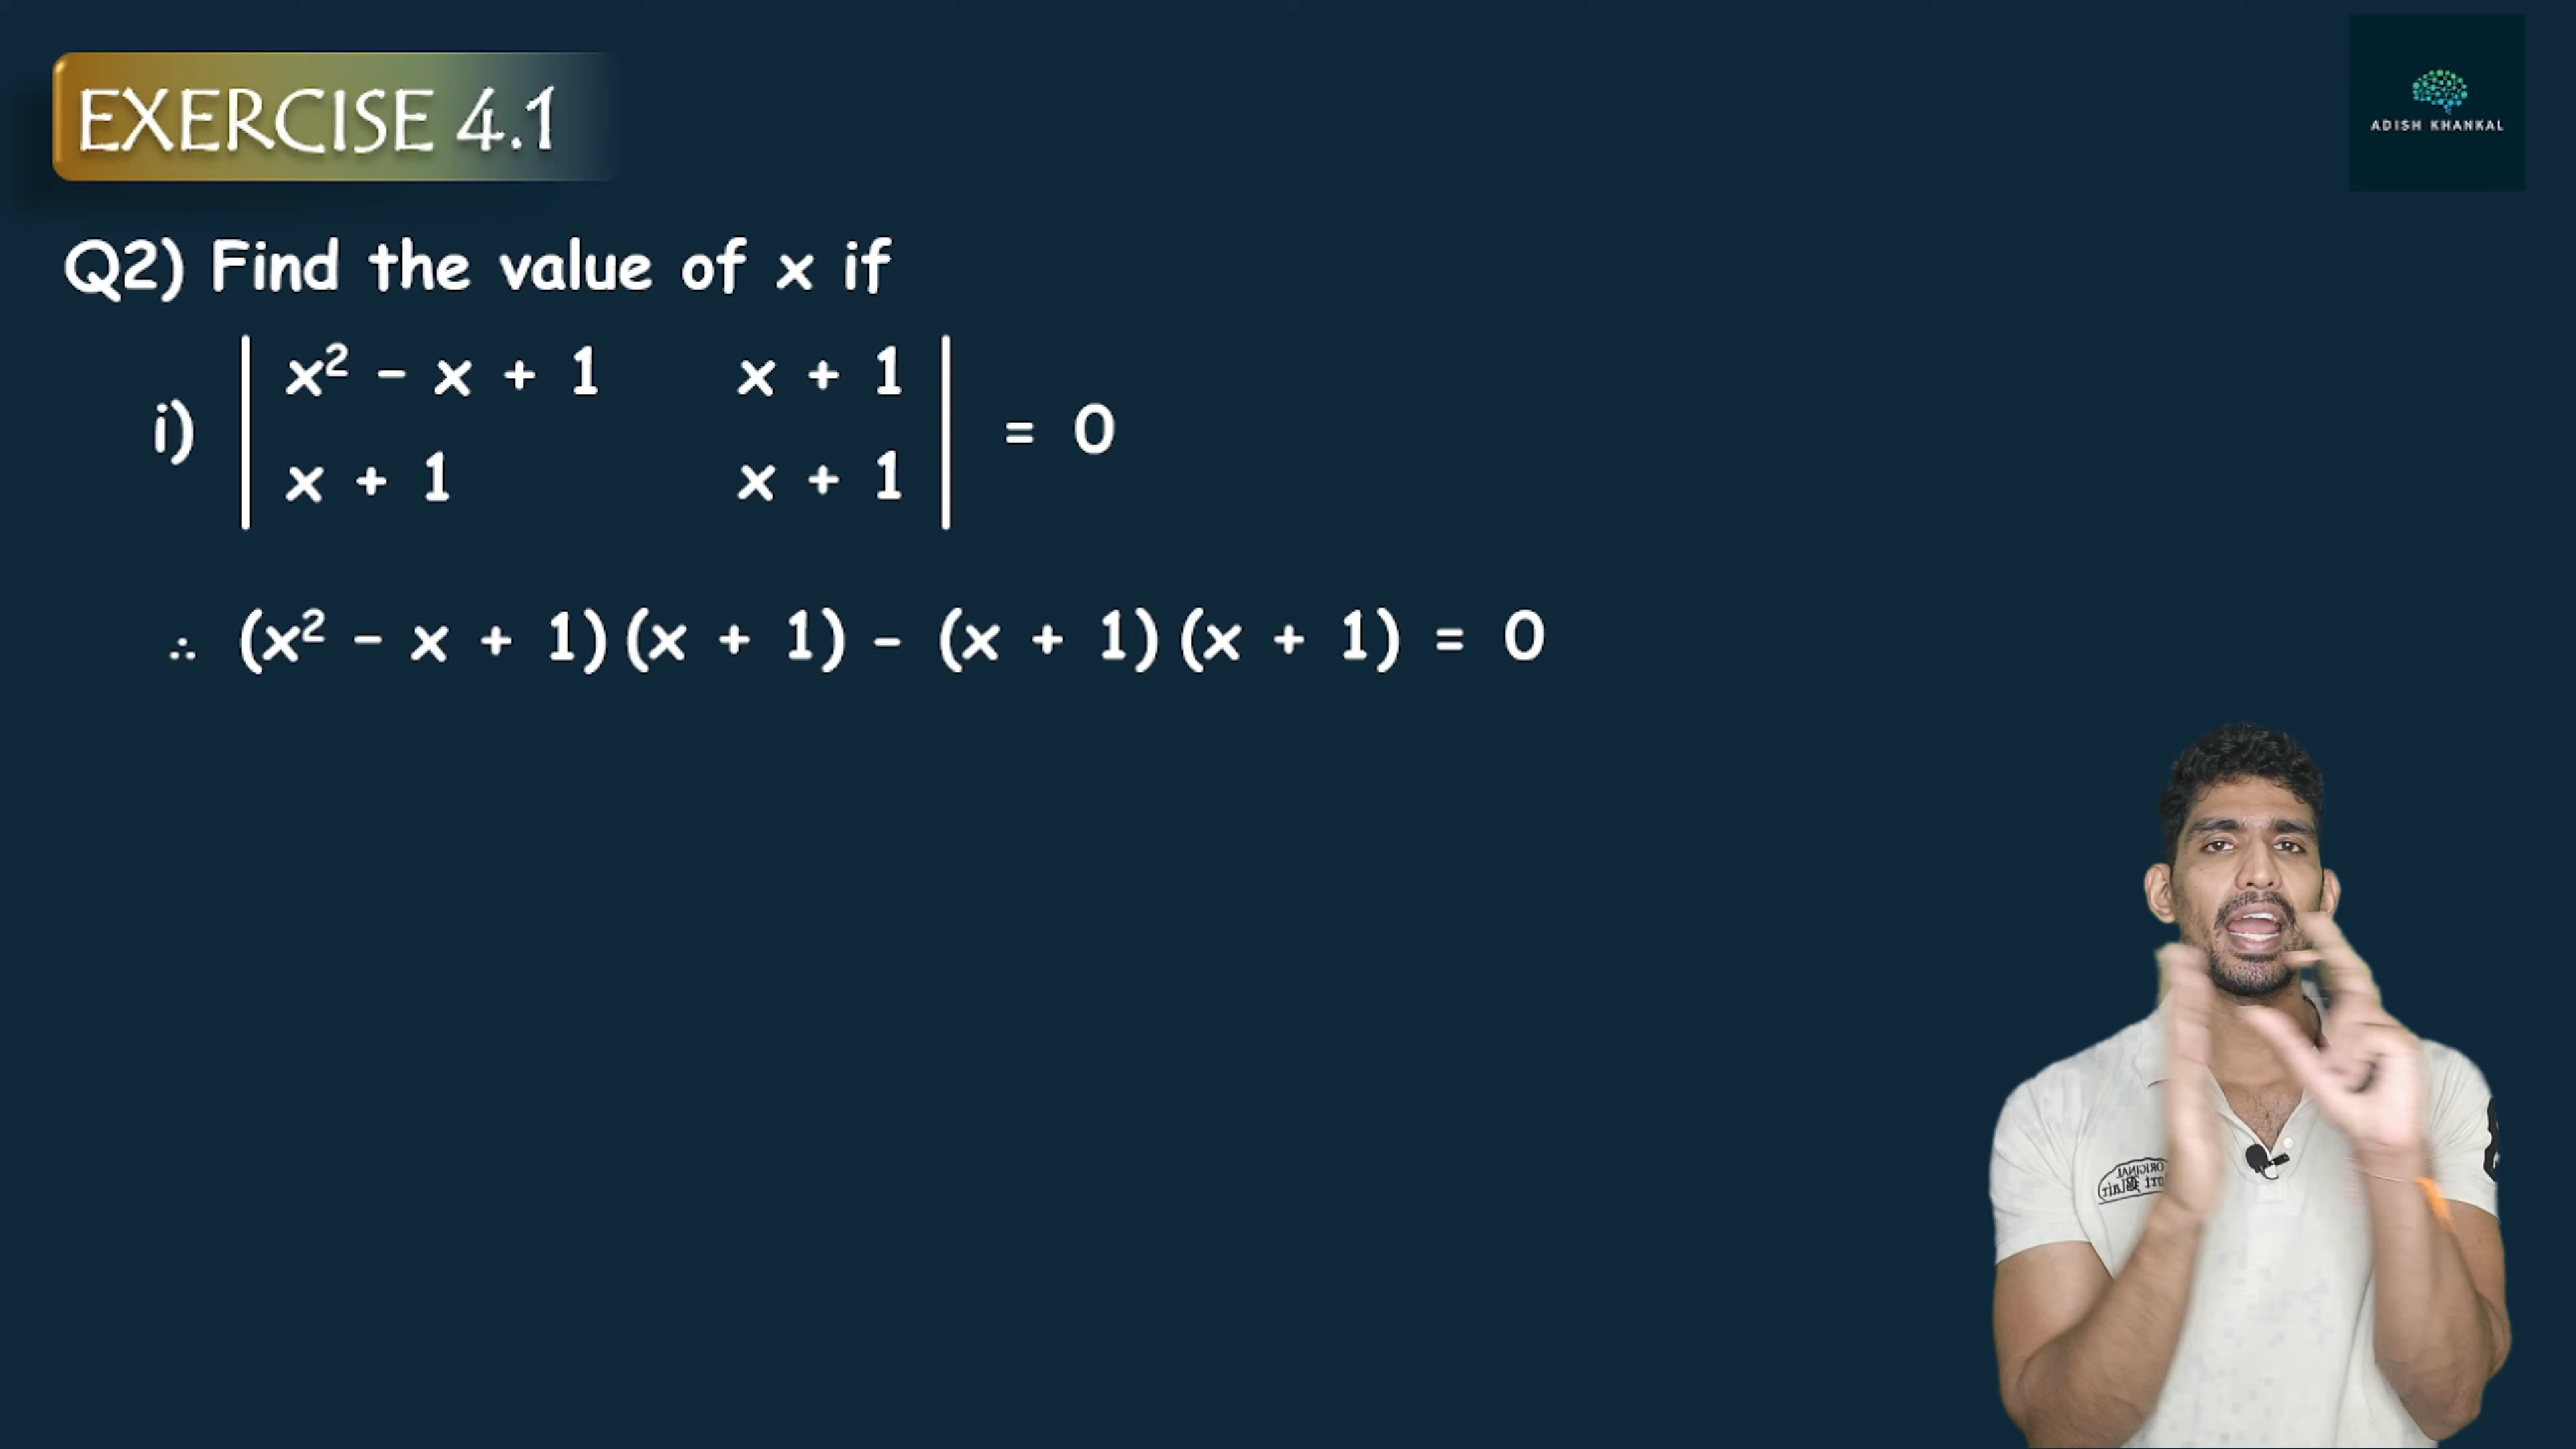 EXERCISE 4.1
ADISH KHANKAL
Q2) Find the value of x if
i) | x² - x + 1   x + 1 |
| x + 1   x + 1 | = 0
∴ (x² - x + 1)(x + 1) - (x + 1)(x + 1) = 0
ORIGINAL